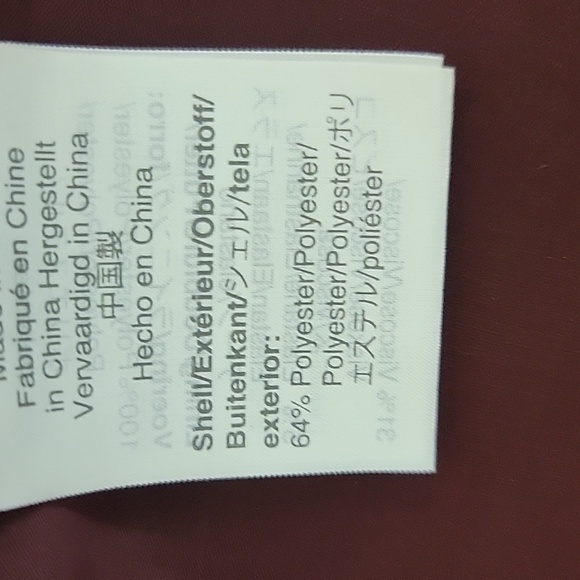 Fabriqué en Chine
in China Hergestellt
Vervaardigd in China
中国製
Hecho en China
Shell/Extérieur/Oberstoff/
Buitenkant/シェル/tela
exterior:
64% Polyester/Polyester/
Polyester/Polyester/ポリ
エステル/poliéster